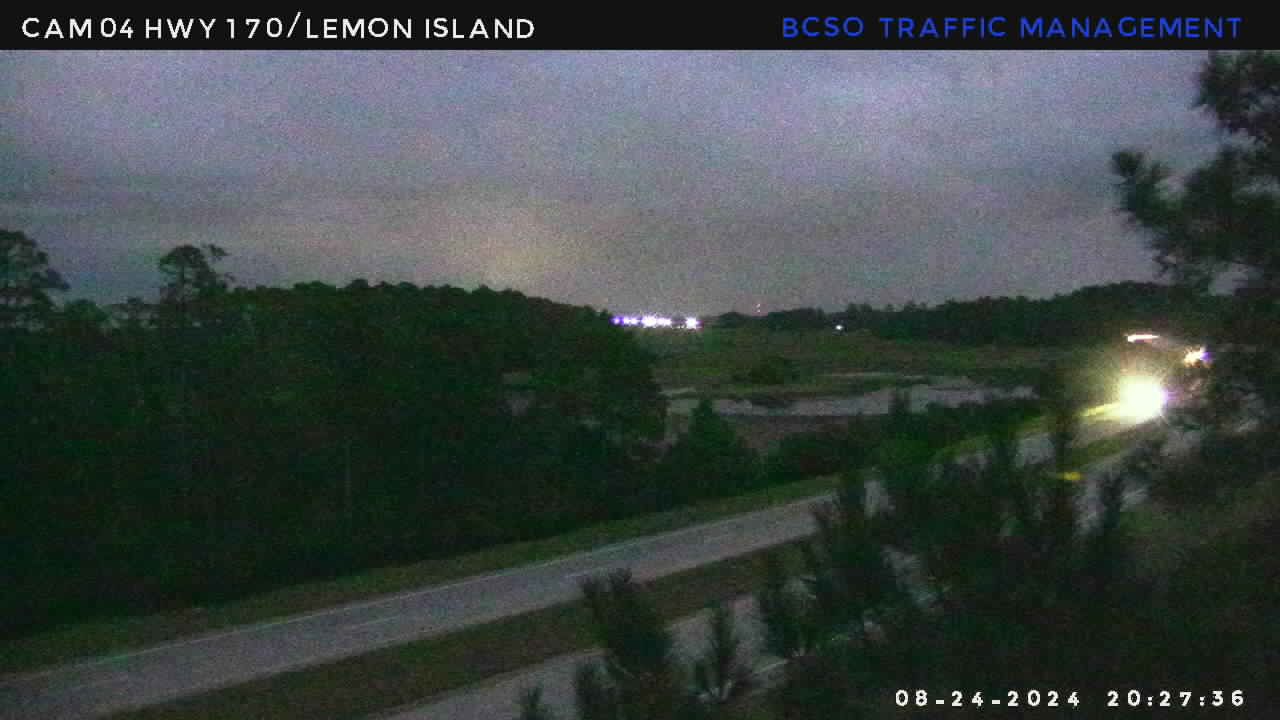 CAM04 HWY 170/LEMON ISLAND
BCSO TRAFFIC MANAGEMENT
08-24-2024 20:27:36